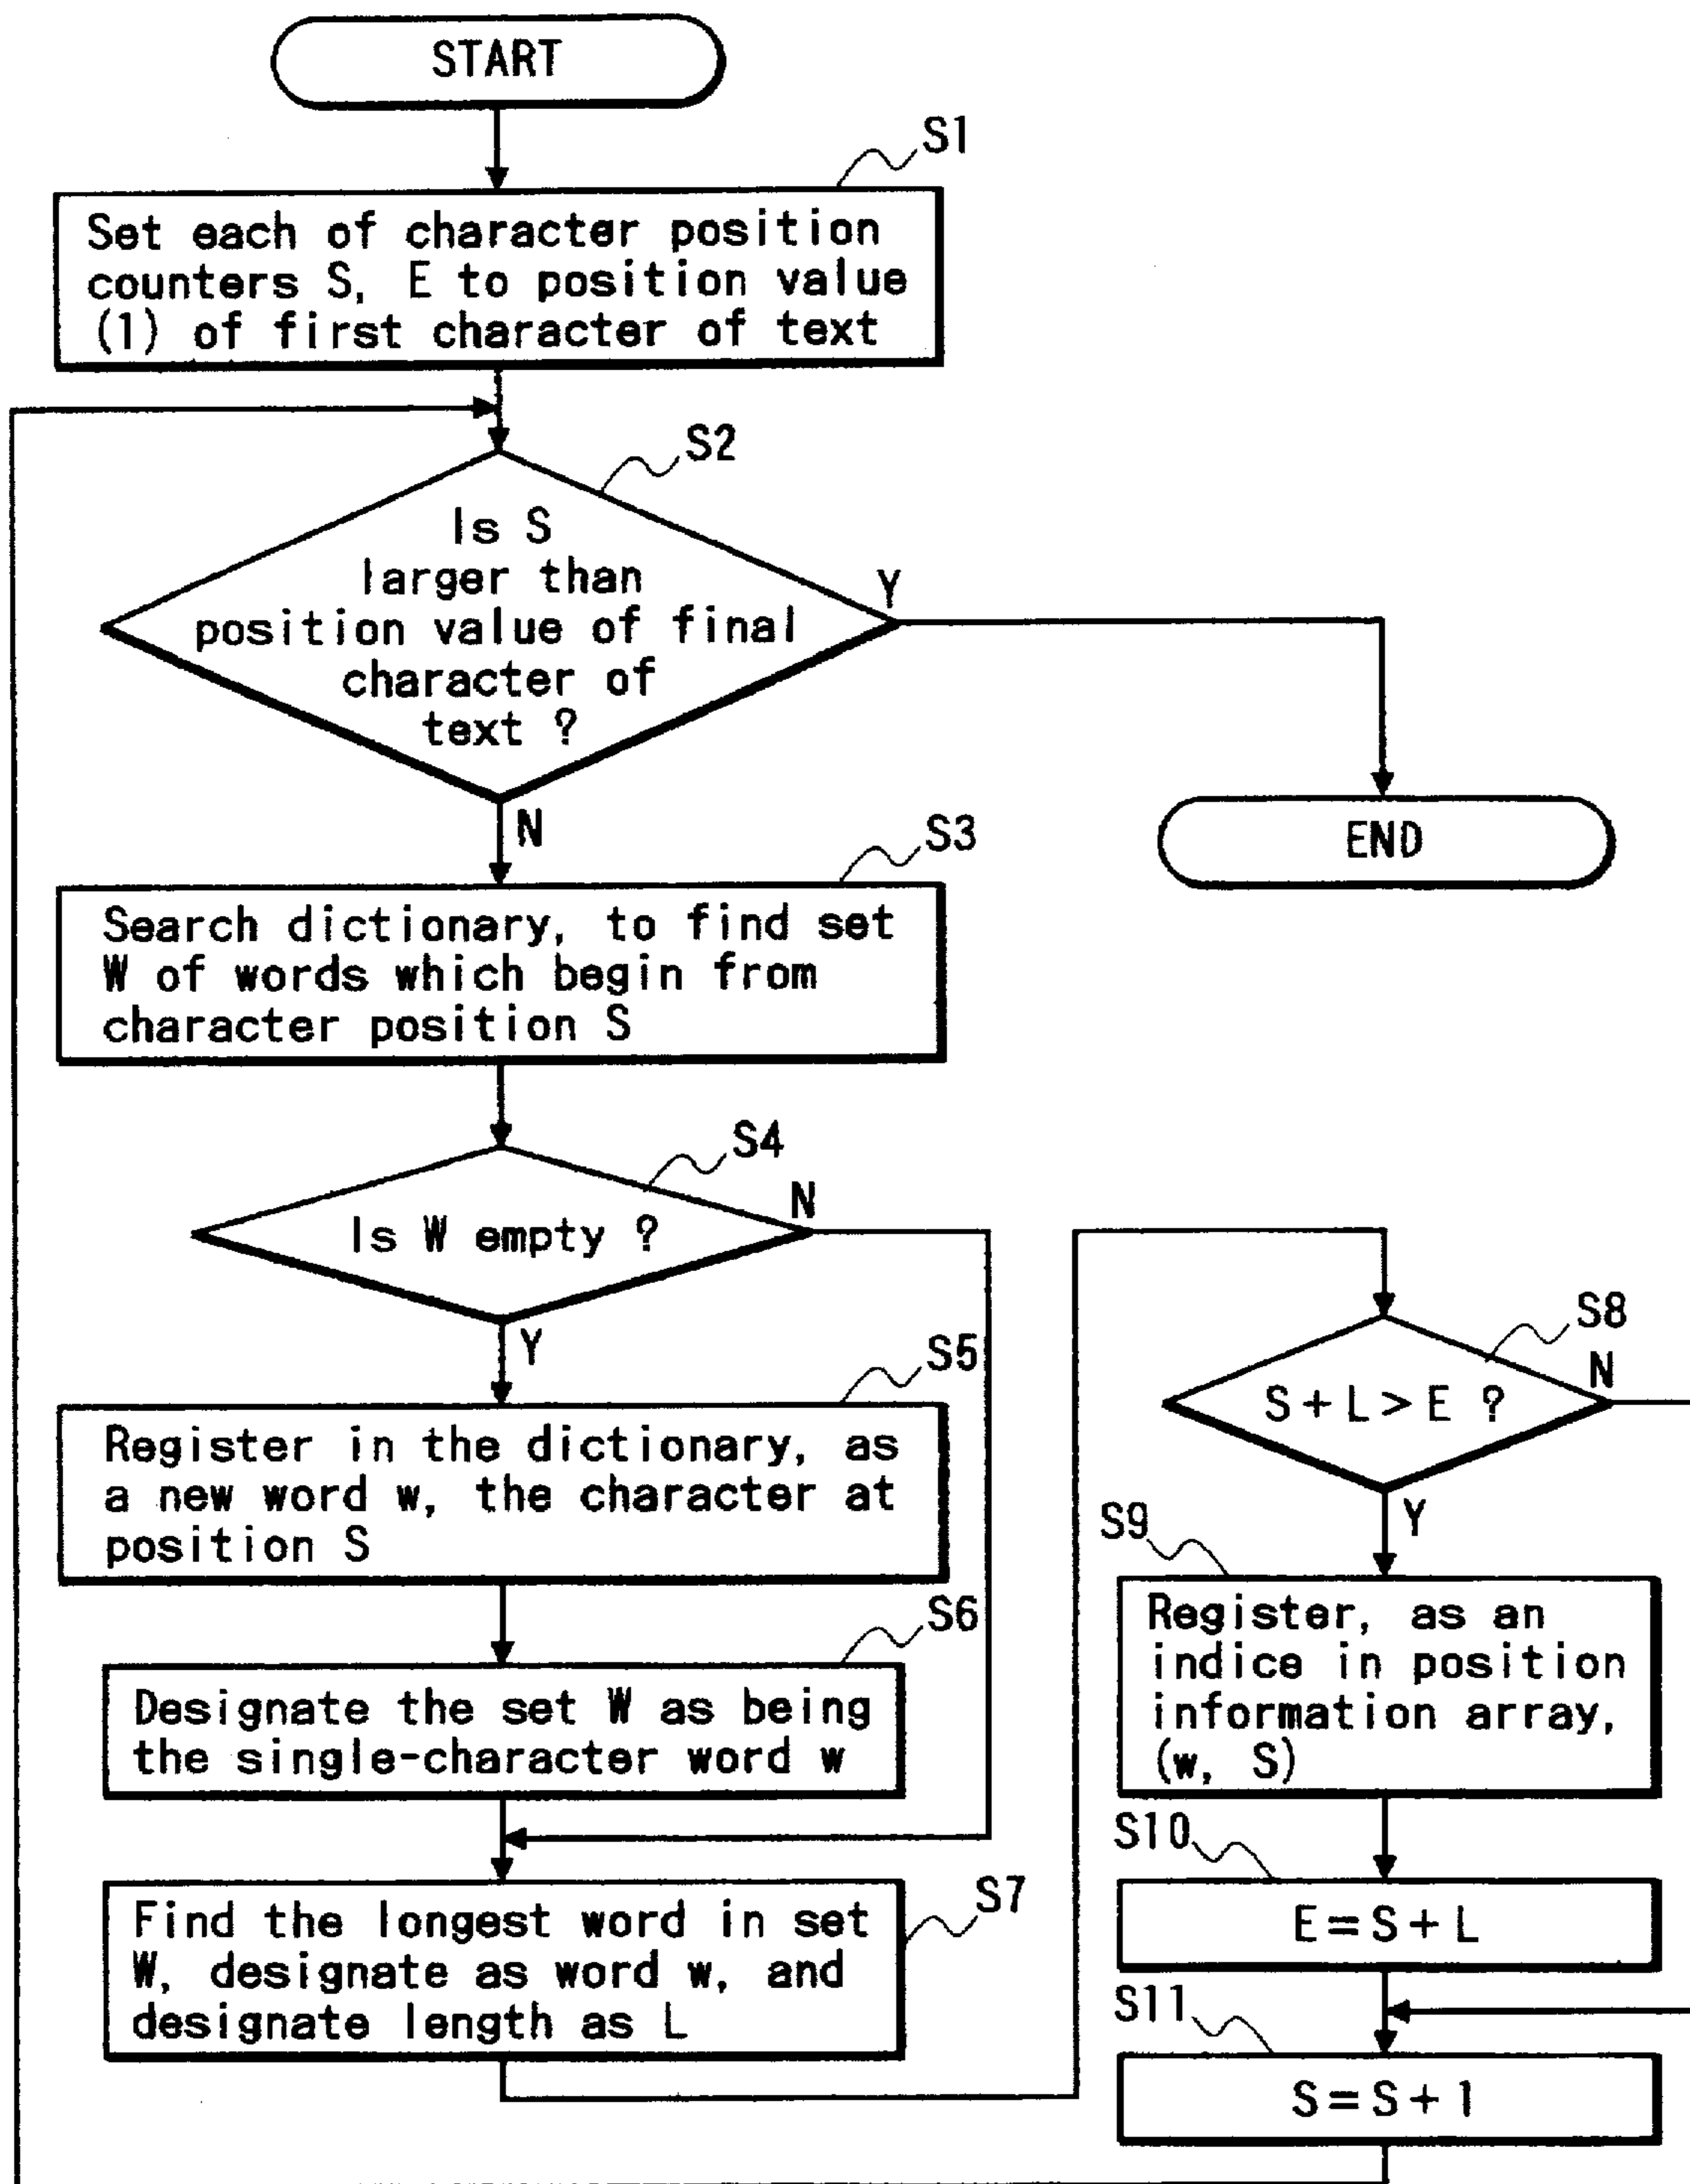 START
S1
Set each of character position
counters S, E to position value
(1) of first character of text
S2
Is S
larger than
position value of final
character of
text ?
Y
N
END
S3
Search dictionary, to find set
W of words which begin from
character position S
S4
Is W empty ?
N
Y
S5
Register in the dictionary, as
a new word w, the character at
position S
S6
Designate the set W as being
the single-character word w
S7
Find the longest word in set
W, designate as word w, and
designate length as L
S8
S+L>E ?
N
Y
S9
Register, as an
indice in position
information array,
(w, S)
S10
E=S+L
S11
S=S+1